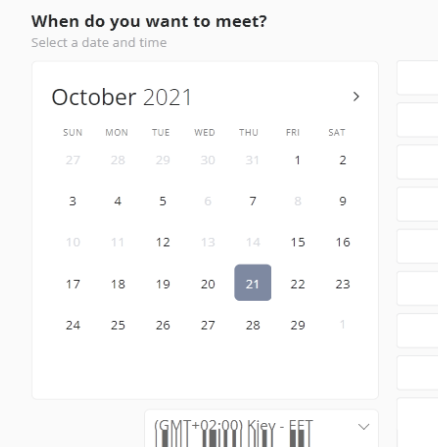 When do you want to meet?
Select a date and time
October 2021
SUN MON TUE WED THU FRI SAT
27 28 29 30 31 1 2
3 4 5 6 7 8 9
10 11 12 13 14 15 16
17 18 19 20 21 22 23
24 25 26 27 28 29 1
(GMT+02:00) Kiev - EET